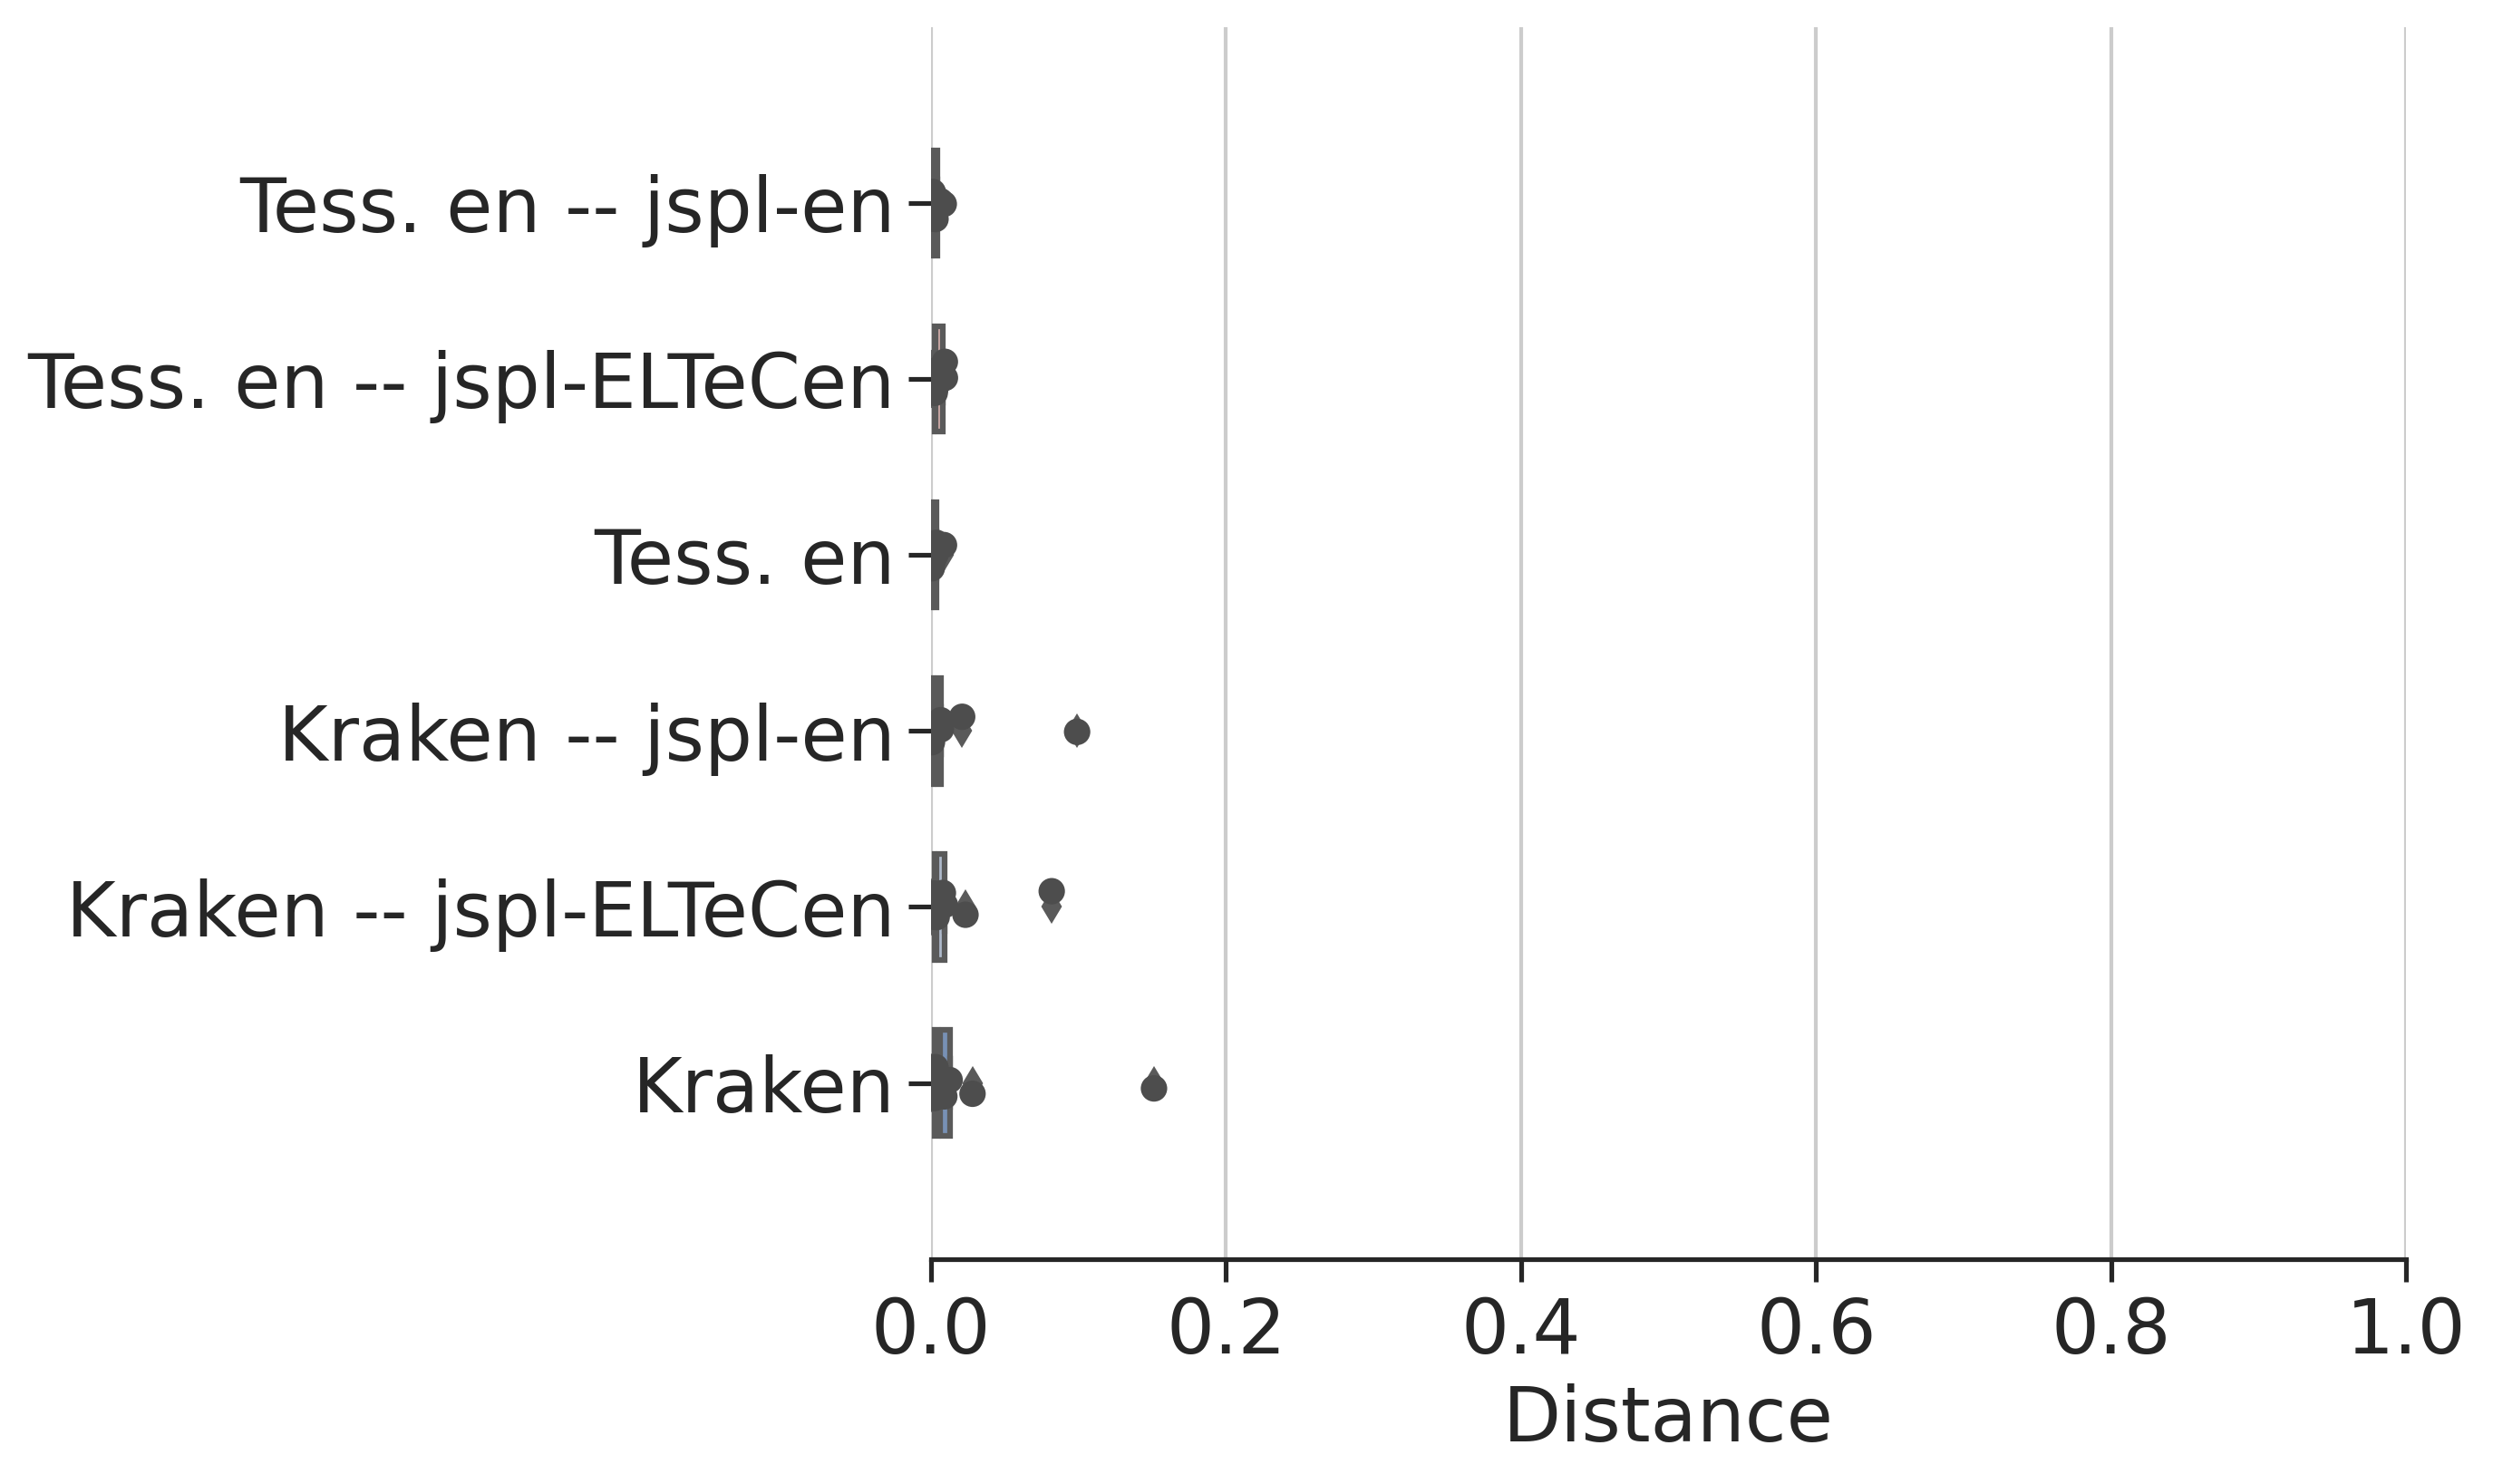 Tess. en -- jspl-en
Tess. en -- jspl-ELTeCen
Tess. en
Kraken -- jspl-en
Kraken -- jspl-ELTeCen
Kraken
0.0 0.2 0.4 0.6 0.8 1.0
Distance